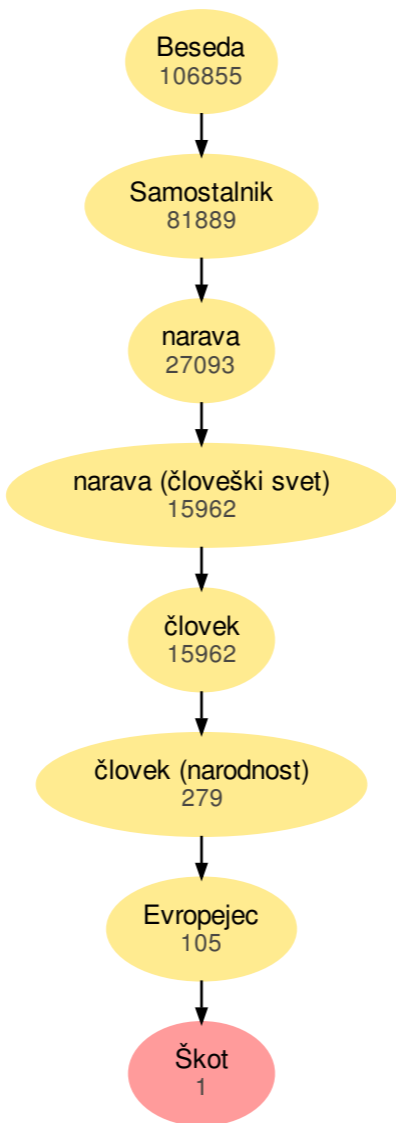 Beseda
106855
Samostalnik
81889
narava
27093
narava (človeški svet)
15962
človek
15962
človek (narodnost)
279
Evropejec
105
Škot
1